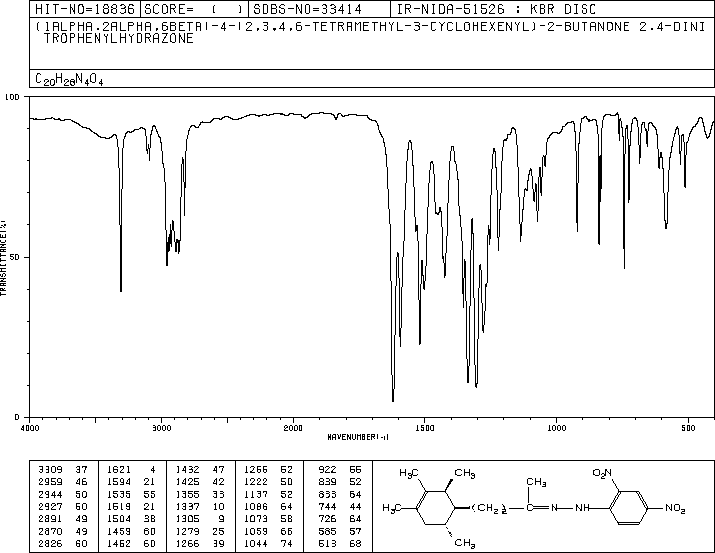 HIT-NO=18836 SCORE= ( ) SDBS-NO=33414 IR-NIDA-51526 : KBR DISC
(1ALPHA,2ALPHA,6BETA)-4-(2,3,4,6-TETRAMETHYL-3-CYCLOHEXENYL)-2-BUTANONE 2,4-DINI
TROPHENYLHYDRAZONE
C20H28N4O4
100
TRANSMITTANCE(%)
50
0
4000 3000 2000 1500 1000 500
WAVENUMBER(-1)
3309 37 1621 4 1432 47 1255 52 922 55
2959 46 1594 21 1425 42 1222 50 839 52
2944 50 1535 55 1355 33 1137 52 833 64
2927 50 1519 21 1337 10 1086 64 744 44
2891 49 1504 38 1305 9 1073 58 726 64
2870 49 1459 60 1279 25 1059 66 585 57
2826 60 1452 60 1266 39 1044 74 513 68
H3C CH3 CH3 O2N
H3C (CH2)2 N NH NO2
CH3